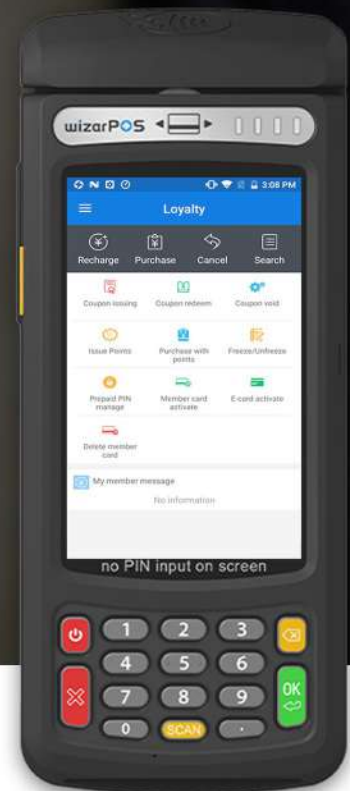 wizarPOS
3:08 PM
Loyalty
Recharge Purchase Cancel Search
Coupon issuing Coupon redeem Coupon void
Issue Points Purchase with points Freeze/Unfreeze
Prepaid PIN manage Member card activate E-card activate
Delete member card
My member message
No information
no PIN input on screen
1 2 3
4 5 6
7 8 9 OK
0 SCAN .